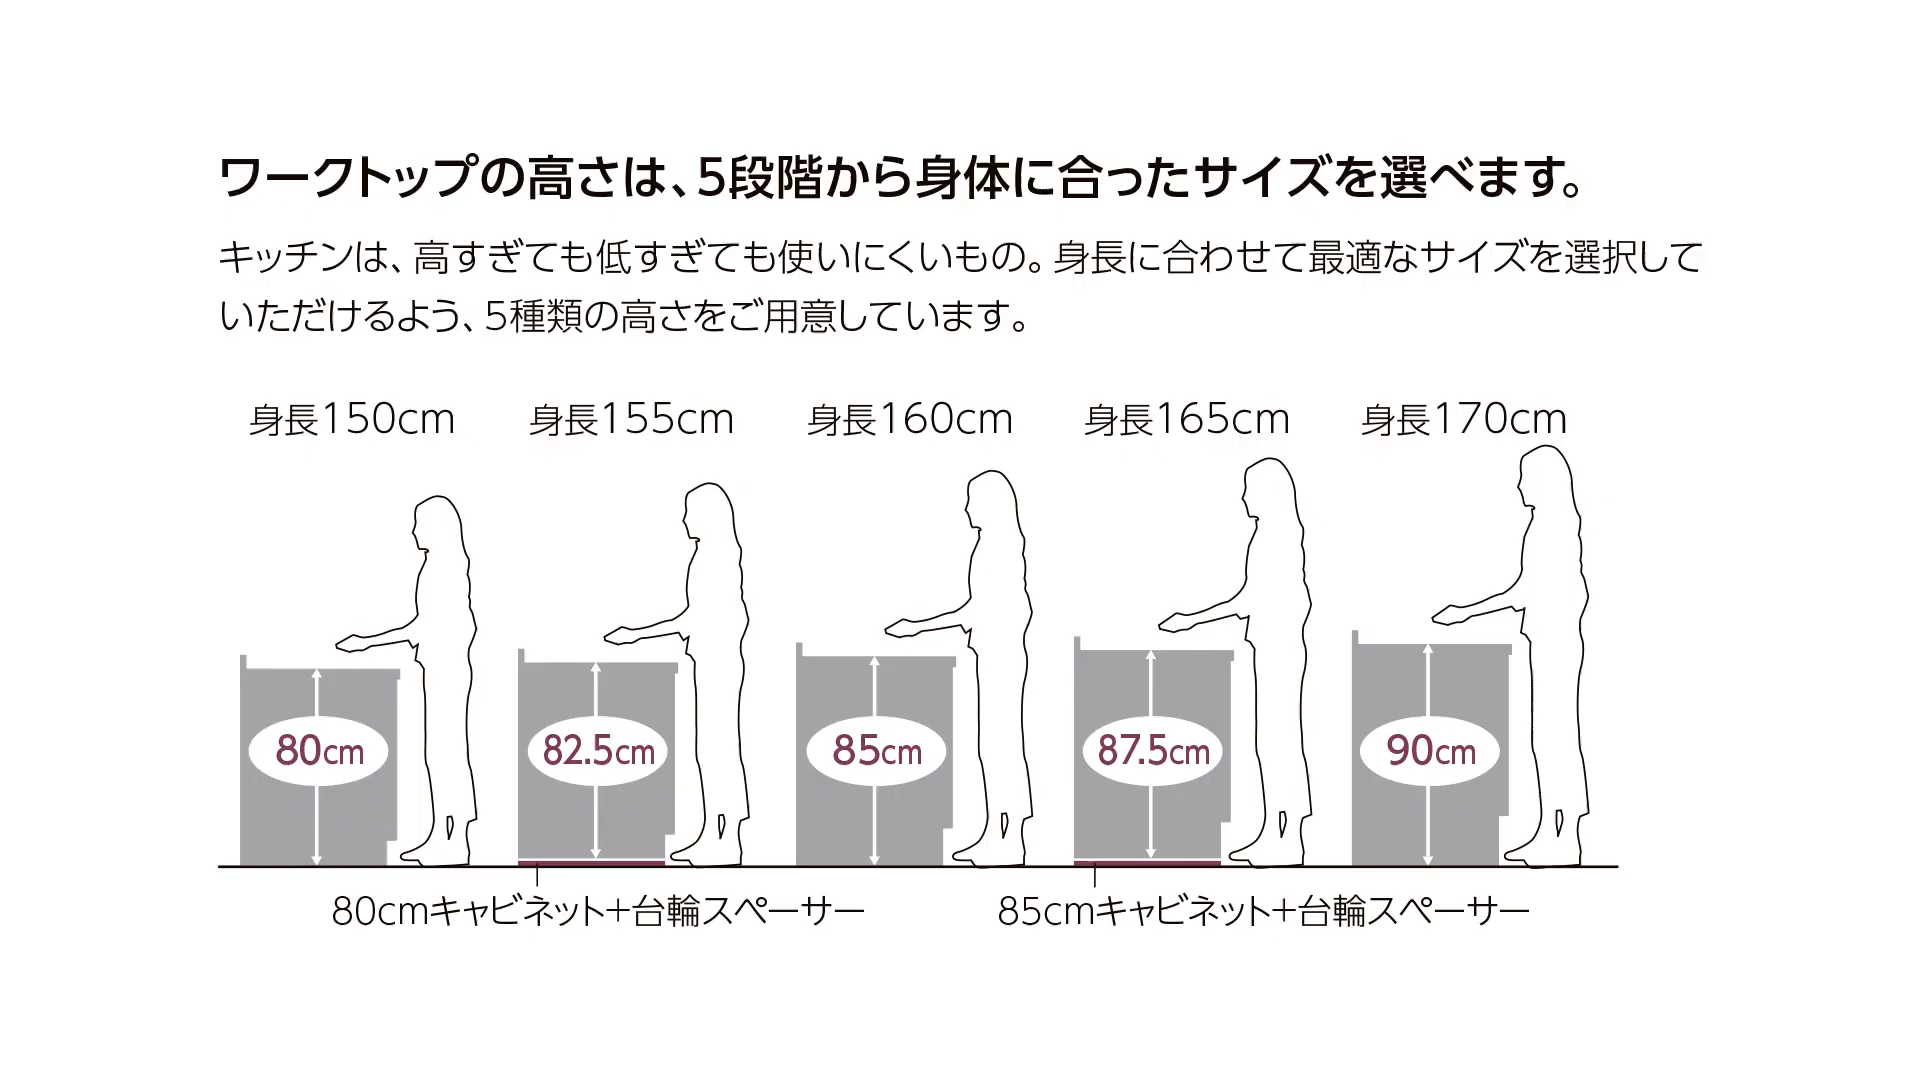 ワークトップの高さは、5段階から身体に合ったサイズを選べます。
キッチンは、高すぎても低すぎても使いにくいもの。身長に合わせて最適なサイズを選択して
いただけるよう、5種類の高さをご用意しています。
身長150cm 身長155cm 身長160cm 身長165cm 身長170cm
80cm 82.5cm 85cm 87.5cm 90cm
80cmキャビネット+台輪スペーサー 85cmキャビネット+台輪スペーサー